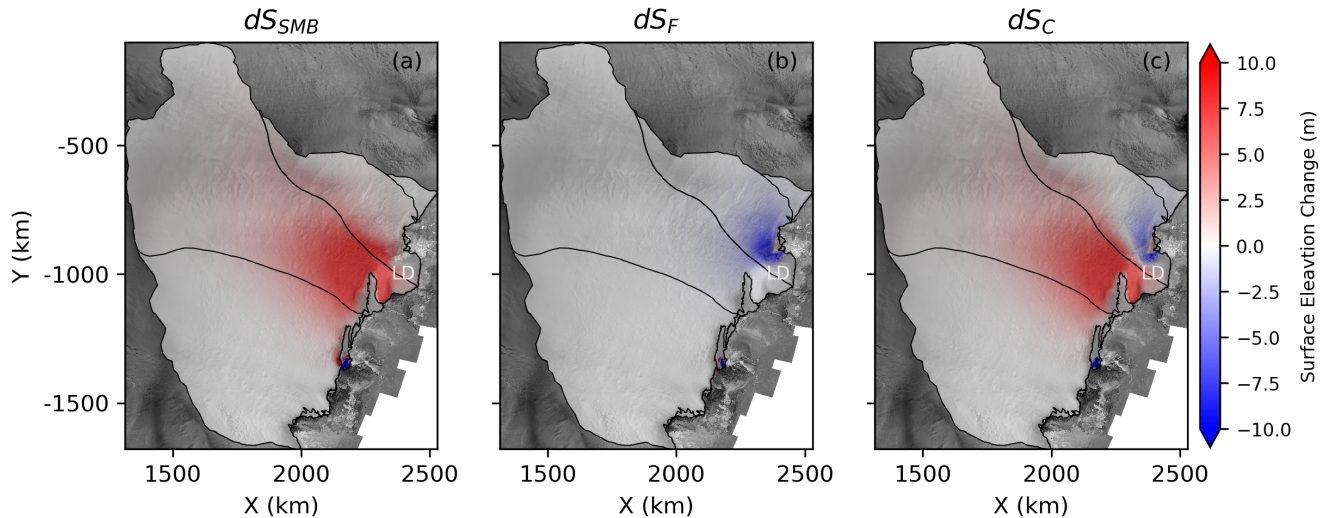 dS_SMB dS_F dS_C
(a) (b) (c)
LD LD LD
-500
-1000
-1500
Y (km)
1500 2000 2500 1500 2000 2500 1500 2000 2500
X (km) X (km) X (km)
10.0
7.5
5.0
2.5
0.0
−2.5
−5.0
−7.5
−10.0
Surface Eleavtion Change (m)